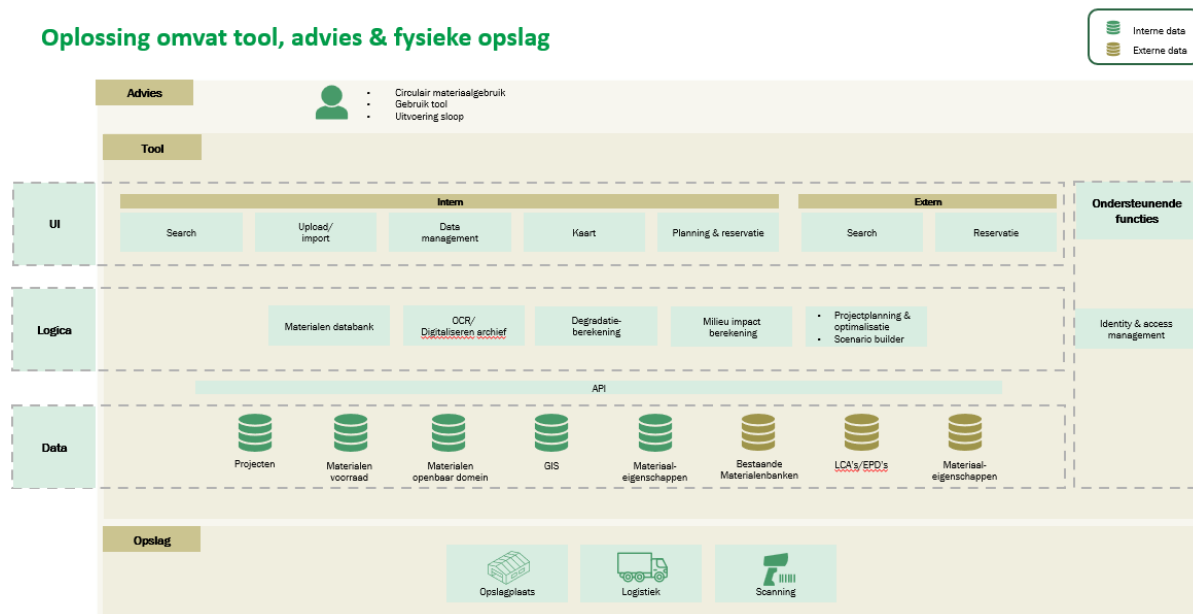 Oplossing omvat tool, advies & fysieke opslag
Interne data
Externe data
Advies
• Circulair materiaalgebruik
• Gebruik tool
• Uitvoering sloop
Tool
UI
Intern
Search
Upload/
import
Data
management
Kaart
Planning & reservatie
Extern
Search
Reservatie
Ondersteunende
functies
Logica
Materialen databank
OCR/
Digitaliseren archief
Degradatie-
berekening
Milieu impact
berekening
• Projectplanning &
optimalisatie
• Scenario builder
Identity & access
management
API
Data
Projecten
Materialen
voorraad
Materialen
openbaar domein
GIS
Materiaal-
eigenschappen
Bestaande
Materialenbanken
LCA's/EPD's
Materiaal-
eigenschappen
Opslag
Opslagplaats
Logistiek
Scanning